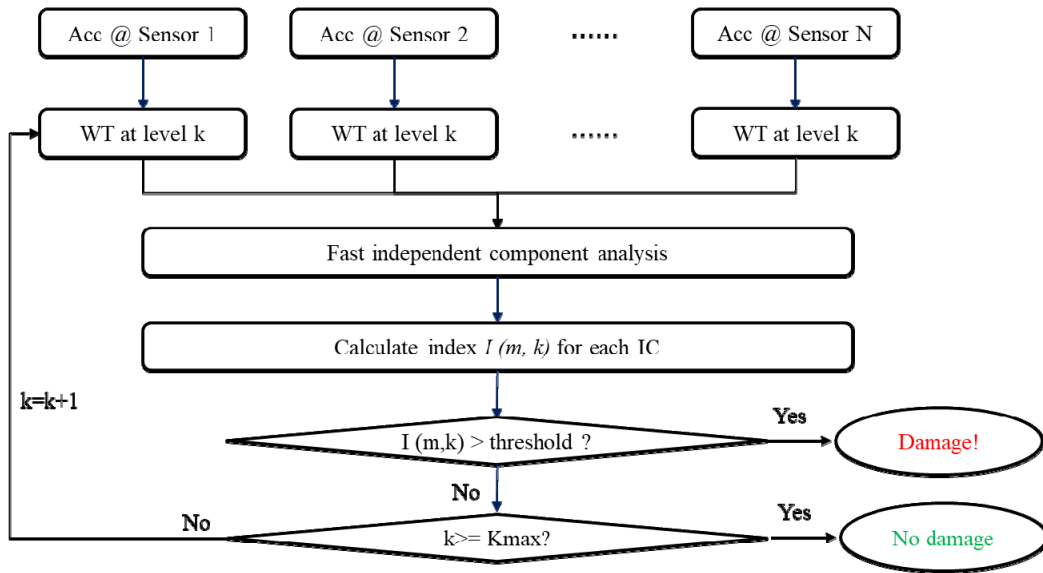 Acc @ Sensor 1
Acc @ Sensor 2
......
Acc @ Sensor N
WT at level k
WT at level k
......
WT at level k
Fast independent component analysis
Calculate index I (m, k) for each IC
k=k+1
I (m,k) > threshold ?
Yes
Damage!
No
k>= Kmax?
No
Yes
No damage